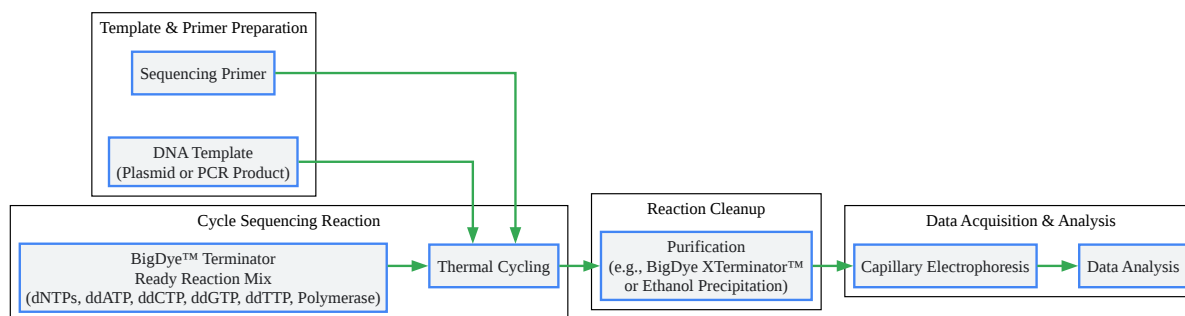 Template & Primer Preparation
Sequencing Primer
DNA Template
(Plasmid or PCR Product)
Cycle Sequencing Reaction
BigDye™ Terminator
Ready Reaction Mix
(dNTPs, ddATP, ddCTP, ddGTP, ddTTP, Polymerase)
Thermal Cycling
Reaction Cleanup
Purification
(e.g., BigDye XTerminator™
or Ethanol Precipitation)
Data Acquisition & Analysis
Capillary Electrophoresis
Data Analysis